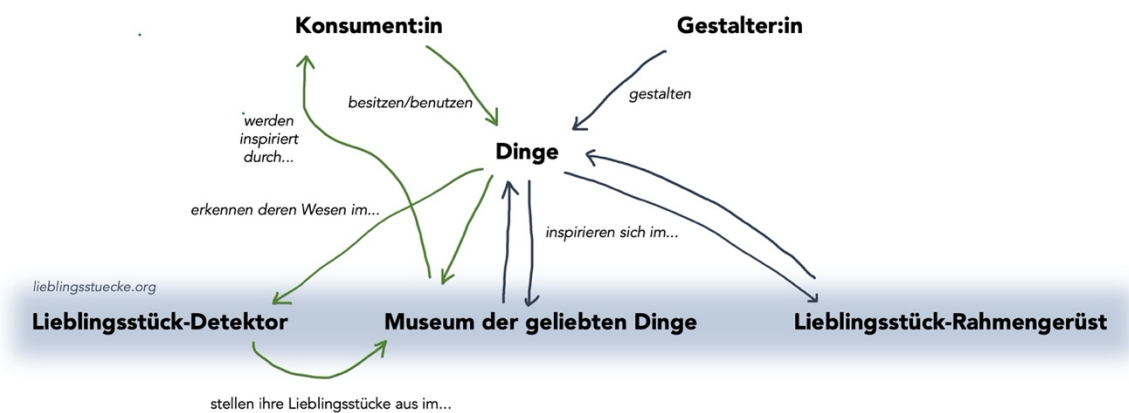 Konsument:in
Gestalter:in
besitzen/benutzen
gestalten
werden
inspiriert
durch...
Dinge
erkennen deren Wesen im...
inspirieren sich im...
lieblingsstuecke.org
Lieblingsstück-Detektor
Museum der geliebten Dinge
Lieblingsstück-Rahmengerüst
stellen ihre Lieblingsstücke aus im...